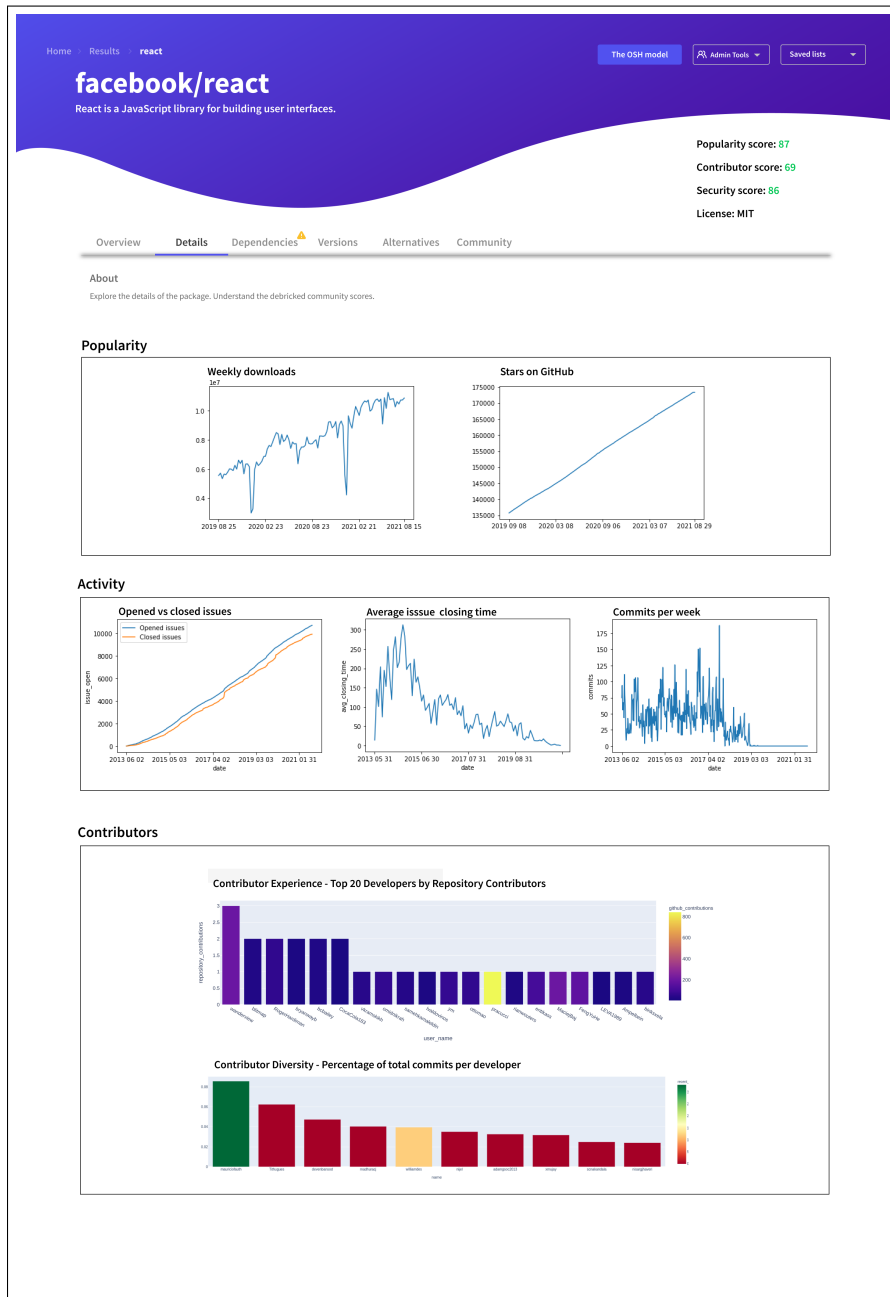 Home > Results > react
The OSH model
Admin Tools
Saved lists
facebook/react
React is a JavaScript library for building user interfaces.
Popularity score: 87
Contributor score: 69
Security score: 86
License: MIT
Overview Details Dependencies Versions Alternatives Community
About
Explore the details of the package. Understand the debricked community scores.
Popularity
Weekly downloads
1e7
1.0
0.8
0.6
0.4
2019 08 25 2020 02 23 2020 08 23 2021 02 21 2021 08 15
Stars on GitHub
175000
170000
165000
160000
155000
150000
145000
140000
135000
2019 09 08 2020 03 08 2020 09 06 2021 03 07 2021 08 29
Activity
Opened vs closed issues
Opened issues
Closed issues
issue_open
10000
8000
6000
4000
2000
0
2013 06 02 2015 05 03 2017 04 02 2019 03 03 2021 01 31
date
Average isssue closing time
avg_closing_time
300
250
200
150
100
50
0
2013 05 31 2015 06 30 2017 07 31 2019 08 31
date
Commits per week
commits
175
150
125
100
75
50
25
0
2013 06 02 2015 05 03 2017 04 02 2019 03 03 2021 01 31
date
Contributors
Contributor Experience - Top 20 Developers by Repository Contributors
repository_contributions
3
2.5
2
1.5
1
0.5
0
user_name
github_contributions
800
600
400
200
Contributor Diversity - Percentage of total commits per developer
name